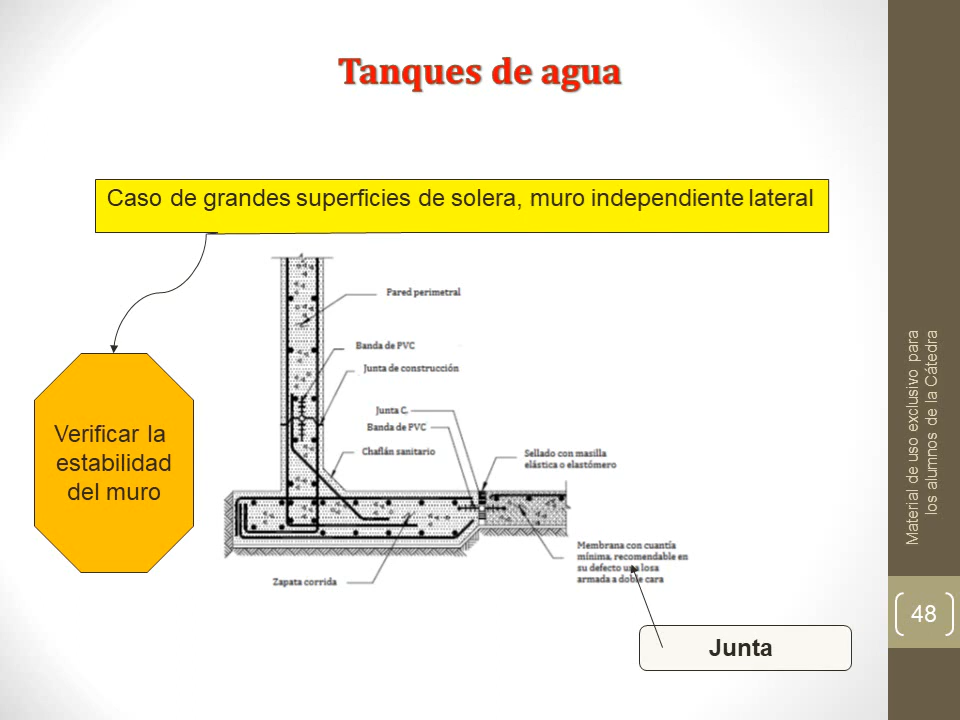 Tanques de agua
Caso de grandes superficies de solera, muro independiente lateral
Pared perimetral
Banda de PVC
Junta de construcción
Junta C.
Banda de PVC
Chaflán sanitario
Sellado con masilla
elástica o elastómero
Verificar la
estabilidad
del muro
Membrana con cuantía
mínima, recomendable en
su defecto una losa
armada a doble cara
Zapata corrida
Junta
Material de uso exclusivo para
los alumnos de la Cátedra
48